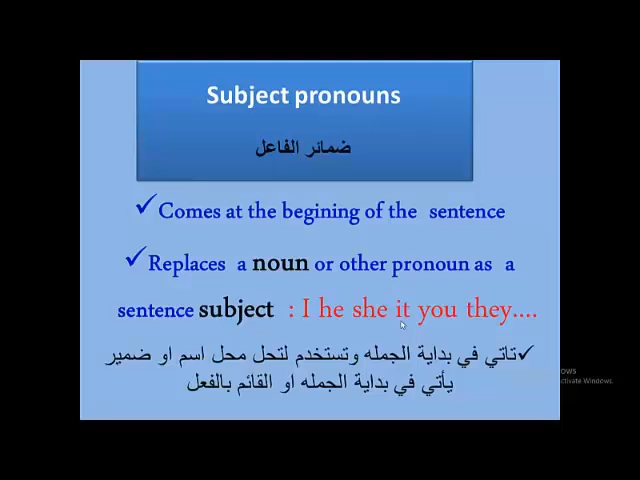 Subject pronouns
ضمائر الفاعل
✓Comes at the begining of the sentence
✓Replaces a noun or other pronoun as a
sentence subject : I he she it you they....
✓تاتي في بداية الجمله وتستخدم لتحل محل اسم او ضمير
يأتي في بداية الجمله او القائم بالفعل
ows
ctivate Windows.